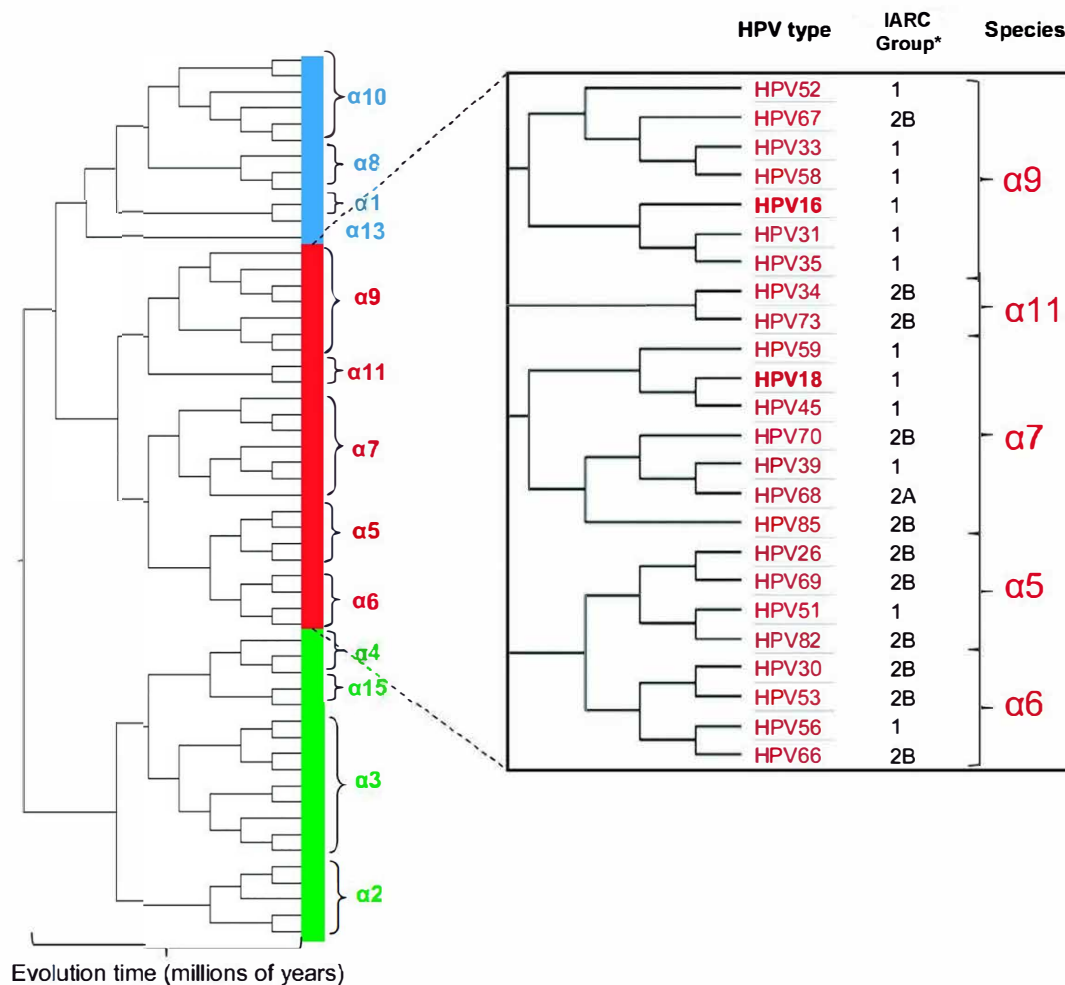 HPV type IARC Group* Species
α10
α8
α1
α13
α9
α11
α7
α5
α6
α4
α15
α3
α2
Evolution time (millions of years)
HPV52 1
HPV67 2B
HPV33 1
HPV58 1
HPV16 1
HPV31 1
HPV35 1
HPV34 2B
HPV73 2B
HPV59 1
HPV18 1
HPV45 1
HPV70 2B
HPV39 1
HPV68 2A
HPV85 2B
HPV26 2B
HPV69 2B
HPV51 1
HPV82 2B
HPV30 2B
HPV53 2B
HPV56 1
HPV66 2B
α9
α11
α7
α5
α6